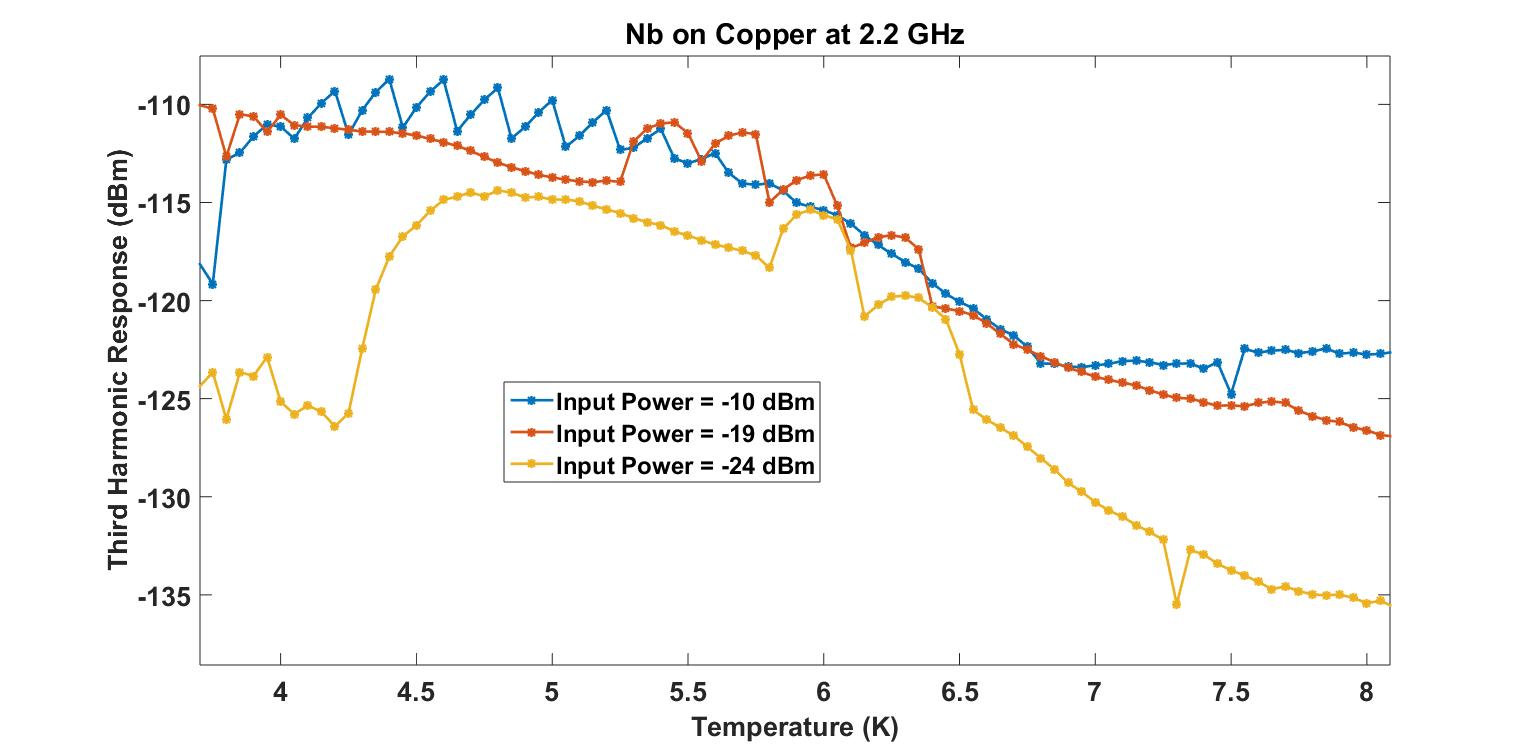 Nb on Copper at 2.2 GHz
Third Harmonic Response (dBm)
-110
-115
-120
-125
-130
-135
Input Power = -10 dBm
Input Power = -19 dBm
Input Power = -24 dBm
4 4.5 5 5.5 6 6.5 7 7.5 8
Temperature (K)